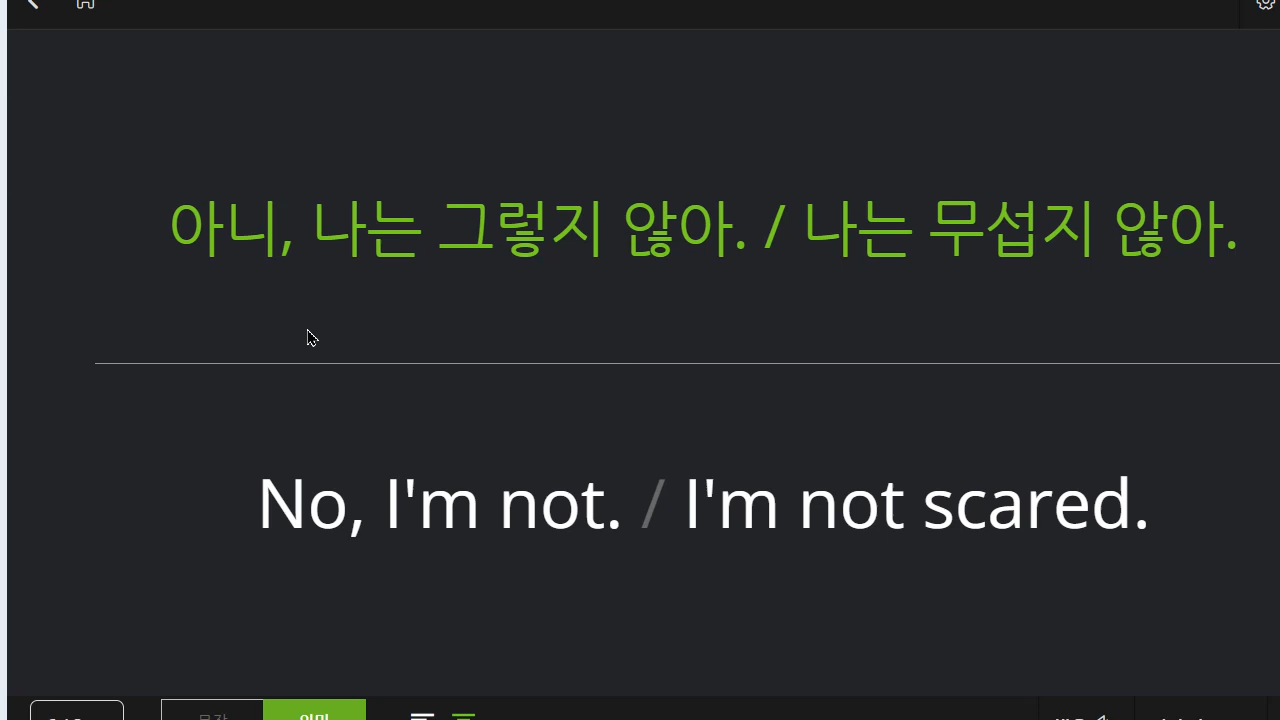 아니, 나는 그렇지 않아. / 나는 무섭지 않아.
No, I'm not. / I'm not scared.